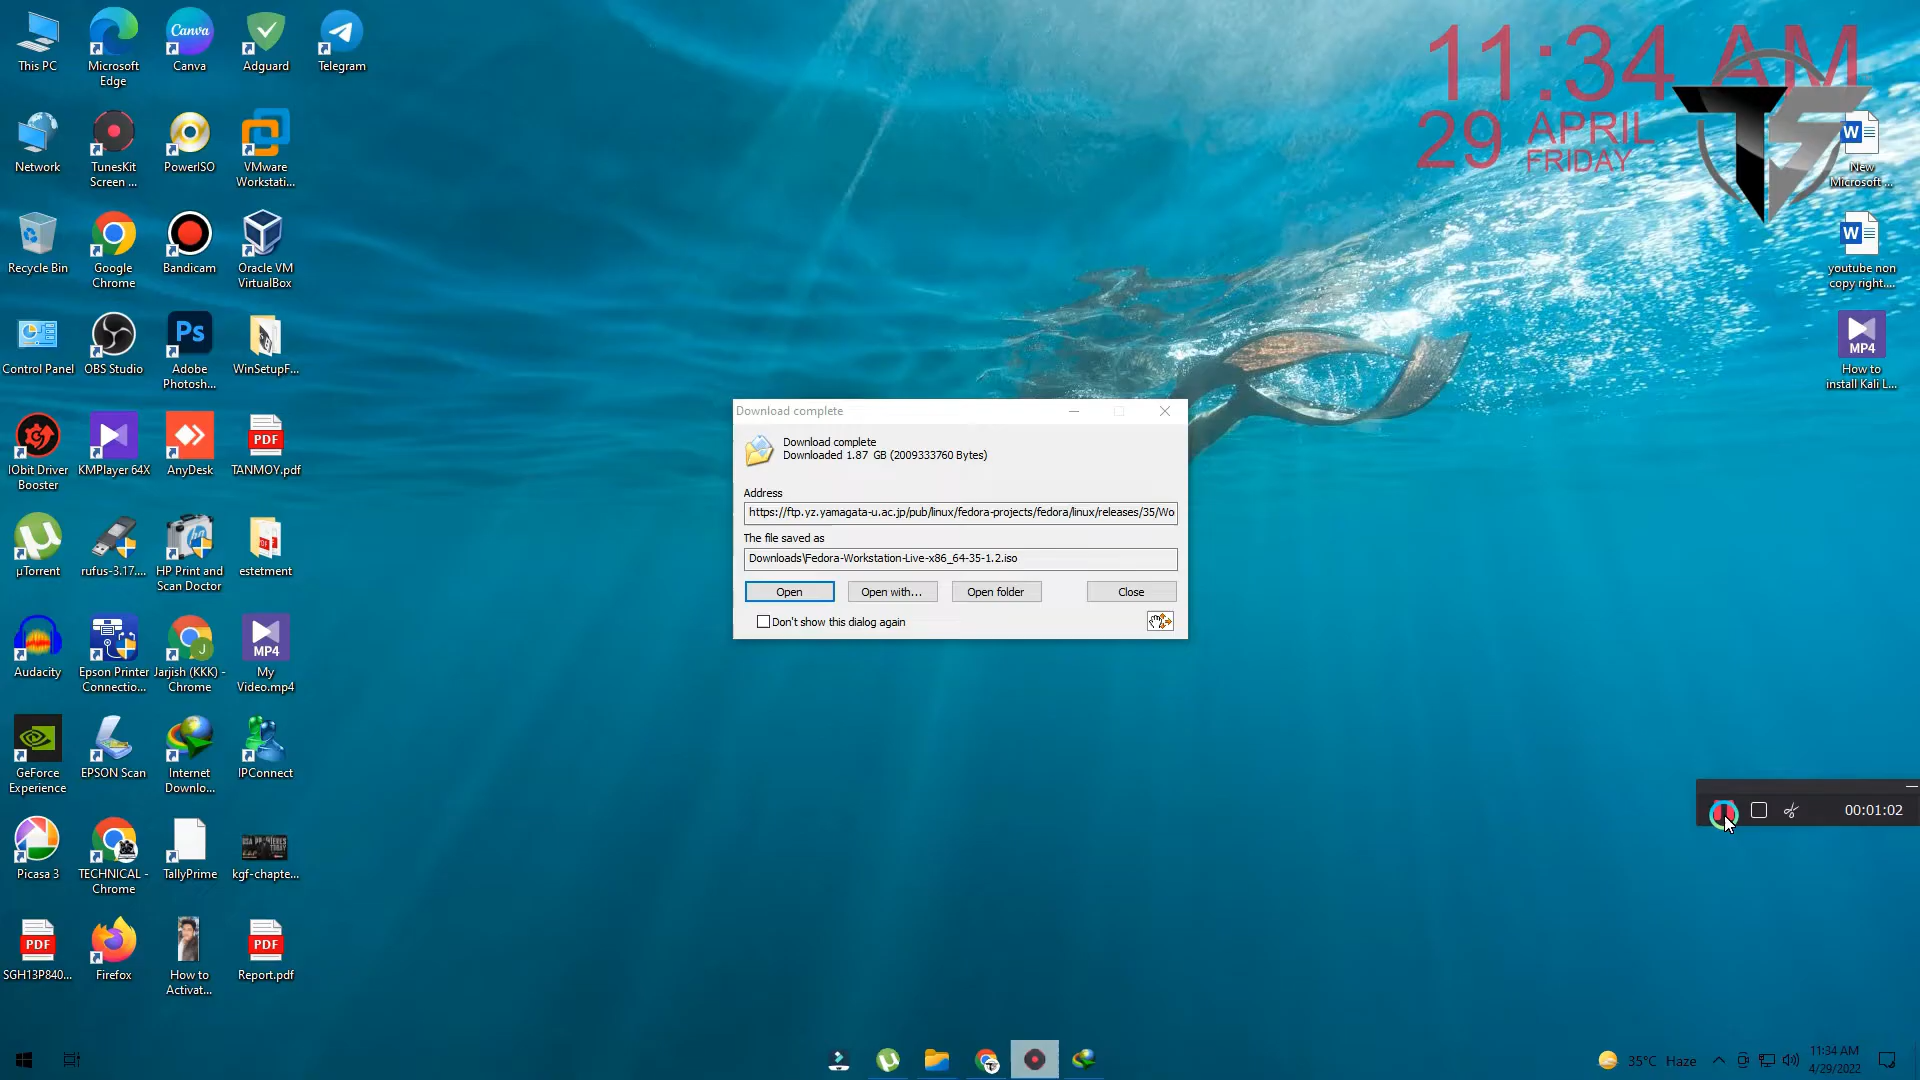 This PC
Microsoft
Edge
Canva
Canva
Adguard
Telegram
11:34 AM
29
APRIL
FRIDAY
Network
TunesKit
Screen ...
PowerISO
VMware
Workstati...
New
Microsoft ...
Recycle Bin
Google
Chrome
Bandicam
Oracle VM
VirtualBox
youtube non
copy right....
Control Panel
OBS Studio
Ps
Adobe
Photosh...
WinSetupF...
MP4
How to
install Kali L...
IObit Driver
Booster
KMPlayer 64X
AnyDesk
PDF
TANMOY.pdf
µTorrent
rufus-3.17....
HP Print and
Scan Doctor
estetment
Audacity
Epson Printer
Connectio...
Jarjish (KKK) -
Chrome
MP4
My
Video.mp4
GeForce
Experience
EPSON Scan
Internet
Downlo...
IPConnect
Picasa 3
TECHNICAL -
Chrome
TallyPrime
kgf-chapte...
PDF
SGH13P840...
Firefox
How to
Activat...
PDF
Report.pdf
Download complete
Download complete
Downloaded 1.87 GB (2009333760 Bytes)
Address
https://ftp.yz.yamagata-u.ac.jp/pub/linux/fedora-projects/fedora/linux/releases/35/Wo
The file saved as
Downloads\Fedora-Workstation-Live-x86_64-35-1.2.iso
Open
Open with...
Open folder
Close
Don't show this dialog again
00:01:02
35°C Haze
11:34 AM
4/29/2022